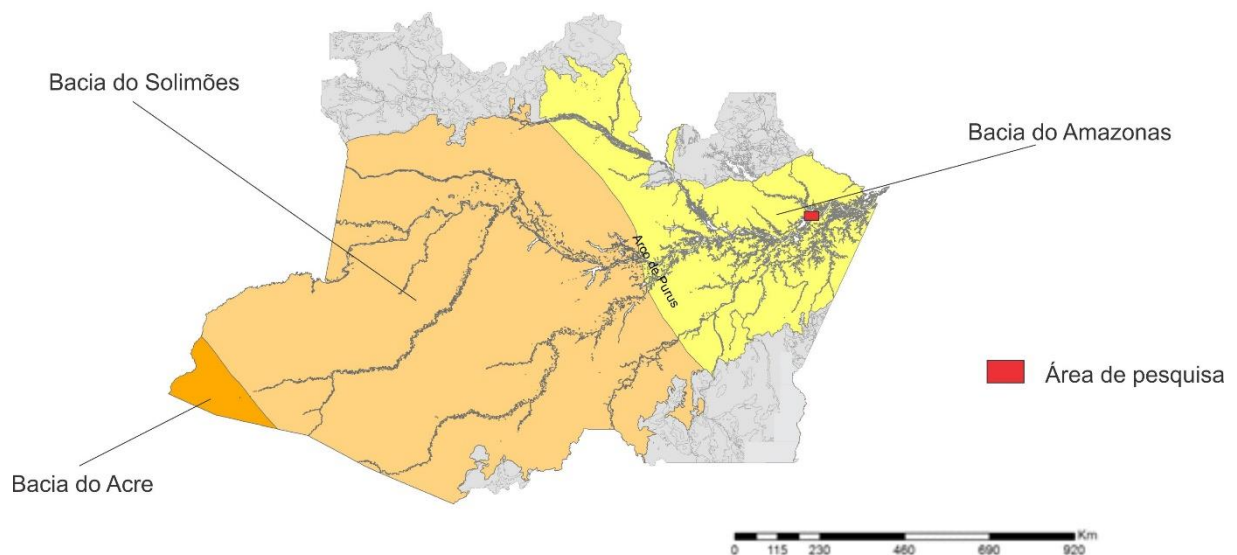 Bacia do Solimões
Bacia do Amazonas
Arco de Purus
Área de pesquisa
Bacia do Acre
Km
0 115 230 460 690 920